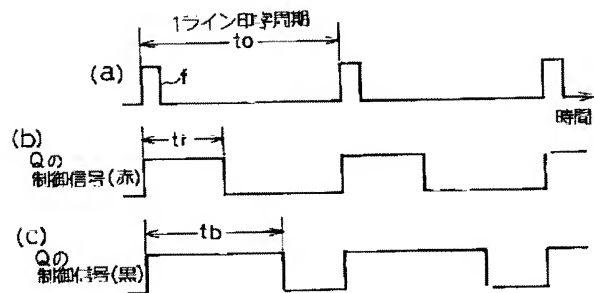 1ライン印字周期
to
(a)
f
時間
(b)
tr
Qの
制御信号(赤)
(c)
tb
Qの
制御信号(黒)